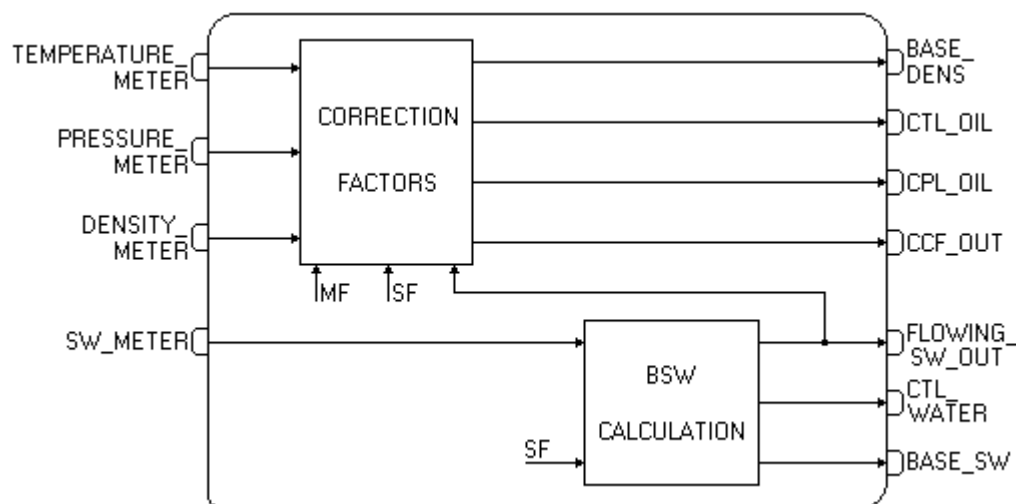 TEMPERATURE_
METER
PRESSURE_
METER
DENSITY_
METER
SW_METER
CORRECTION
FACTORS
MF
SF
BSW
CALCULATION
SF
BASE_
DENS
CTL_OIL
CPL_OIL
CCF_OUT
FLOWING_
SW_OUT
CTL_
WATER
BASE_SW